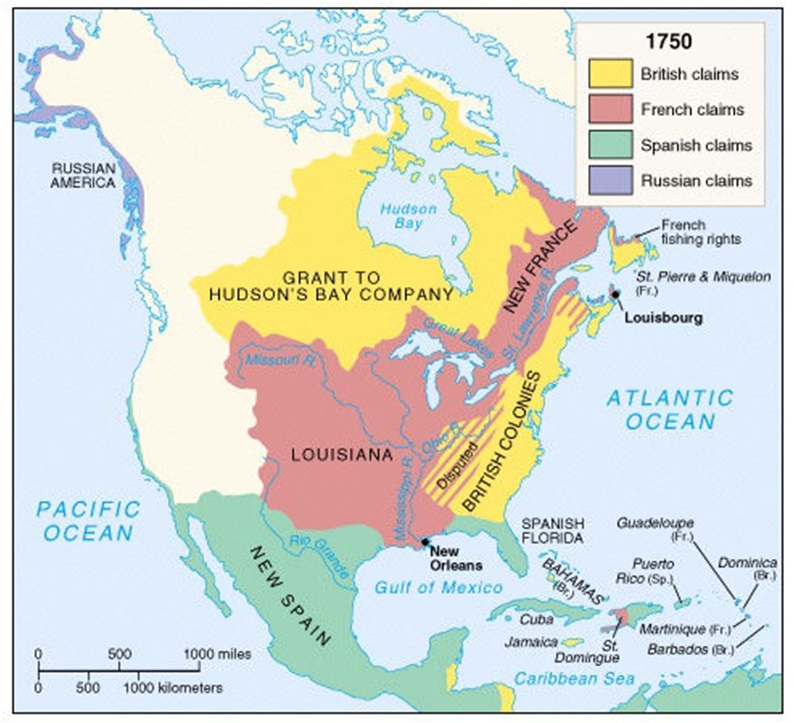 1750
British claims
French claims
Spanish claims
Russian claims
RUSSIAN
AMERICA
Hudson
Bay
French
fishing rights
NEW FRANCE
St. Pierre & Miquelon
(Fr.)
GRANT TO
HUDSON'S BAY COMPANY
Louisbourg
St. Lawrence R.
Great Lakes
Missouri R.
ATLANTIC
OCEAN
BRITISH COLONIES
Ohio R.
LOUISIANA
Disputed
Mississippi R.
PACIFIC
OCEAN
SPANISH
FLORIDA
Guadeloupe
(Fr.)
Rio Grande
New
Orleans
NEW SPAIN
BAHAMAS
(Br.)
Puerto
Rico (Sp.)
Dominica
(Br.)
Gulf of Mexico
Cuba
Martinique (Fr.)
Jamaica
St.
Domingue
Barbados (Br.)
Caribbean Sea
0 500 1000 miles
0 500 1000 kilometers